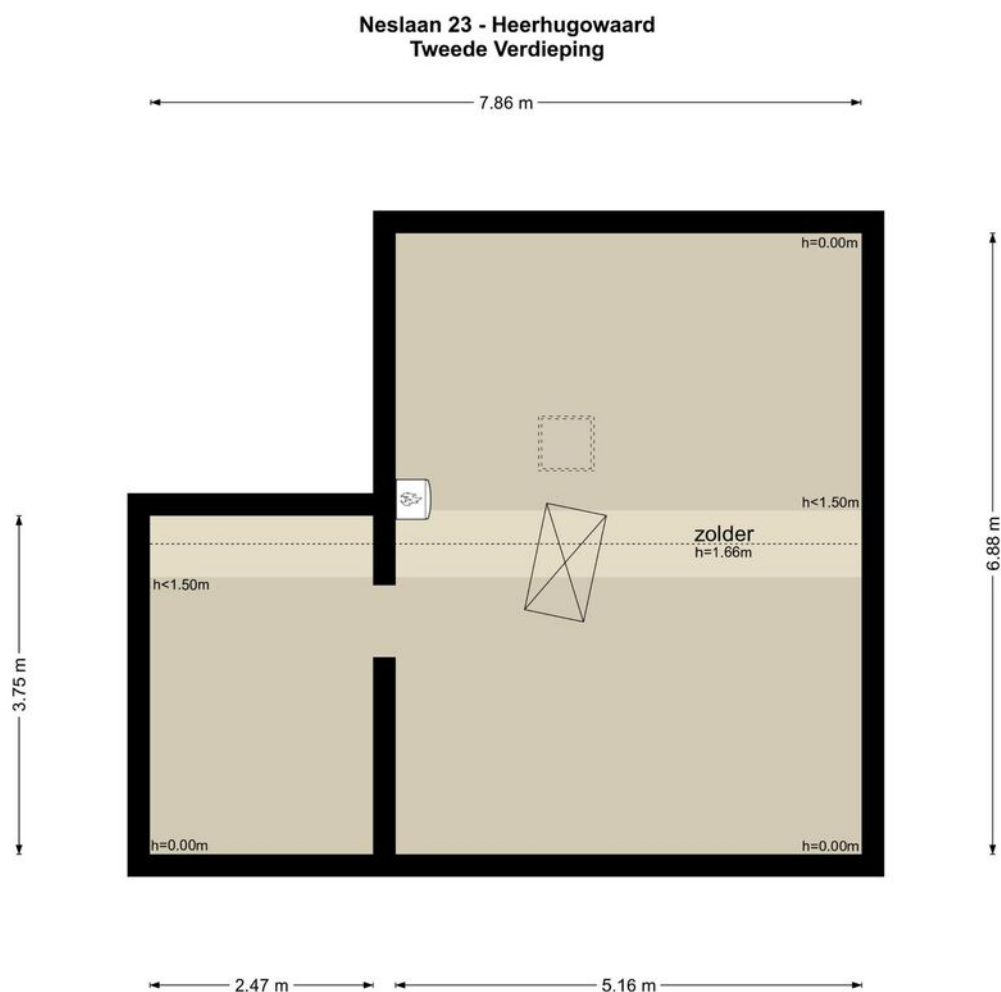 Neslaan 23 - Heerhugowaard
Tweede Verdieping
7.86 m
h=0.00m
h<1.50m
zolder
h=1.66m
h<1.50m
6.88 m
3.75 m
h=0.00m
h=0.00m
2.47 m
5.16 m